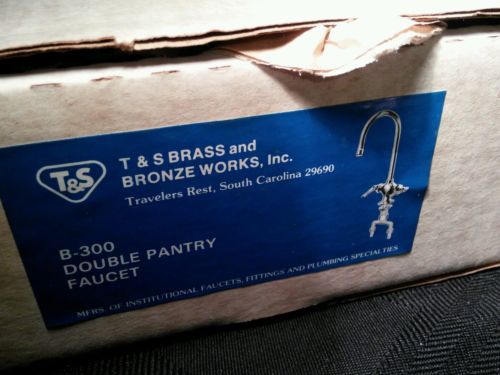 T&S
T & S BRASS and
BRONZE WORKS, Inc.
Travelers Rest, South Carolina 29690
B-300
DOUBLE PANTRY
FAUCET
MFRS. OF INSTITUTIONAL FAUCETS, FITTINGS AND PLUMBING SPECIALTIES